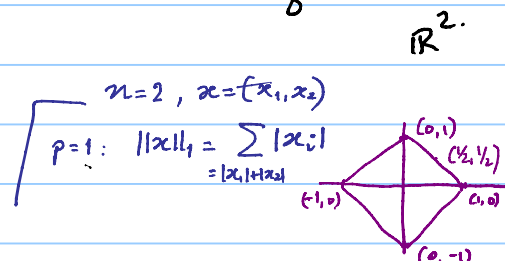 ℝ².
n=2, x=(x₁,x₂)
p=1: ||x||₁ = ∑ |xᵢ|
= |x₁|+|x₂|
(0,1)
(½,½)
(-1,0)
(1,0)
(0,-1)